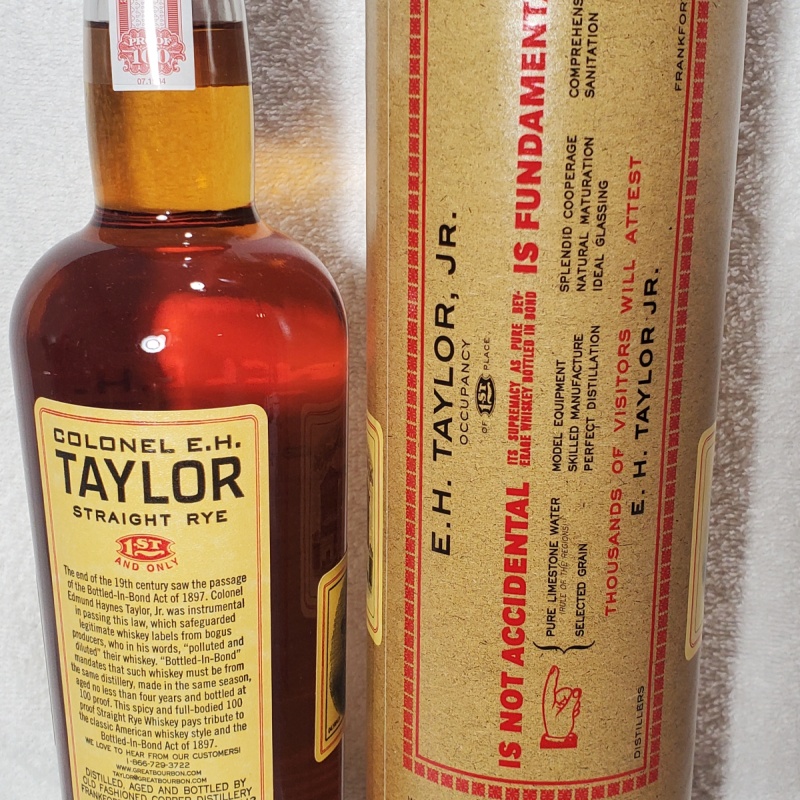 PROOF
100
COLONEL E.H.
TAYLOR
STRAIGHT RYE
1ST
AND ONLY
The end of the 19th century saw the passage
of the Bottled-In-Bond Act of 1897. Colonel
Edmund Haynes Taylor, Jr. was instrumental
in passing this law, which safeguarded
legitimate whiskey labels from bogus
producers, who in his words, "polluted and
diluted" their whiskey. "Bottled-In-Bond"
mandates that such whiskey must be from
the same distillery, made in the same season,
aged no less than four years and bottled at
100 proof. This spicy and full-bodied 100
proof Straight Rye Whiskey pays tribute to
the classic American whiskey style and the
Bottled-In-Bond Act of 1897.
WE LOVE TO HEAR FROM OUR CUSTOMERS!
1-866-729-3722
WWW.GREATBOURBON.COM
TAYLOR@GREATBOURBON.COM
DISTILLED, AGED AND BOTTLED BY
OLD FASHIONED COPPER DISTILLERY
E.H. TAYLOR, JR.
OCCUPANCY
OF 1ST PLACE
IS NOT ACCIDENTAL ITS SUPREMACY AS PURE BEV-
ERAGE WHISKEY BOTTLED IN BOND IS FUNDAMENTA
PURE LIMESTONE WATER
(RULE OF THE REGIONS)
SELECTED GRAIN
MODEL EQUIPMENT
SKILLED MANUFACTURE
PERFECT DISTILLATION
SPLENDID COOPERAGE
NATURAL MATURATION
IDEAL GLASSING
COMPREHENS
SANITATION
THOUSANDS OF VISITORS WILL ATTEST
E. H. TAYLOR JR.
DISTILLERS
FRANKFOR